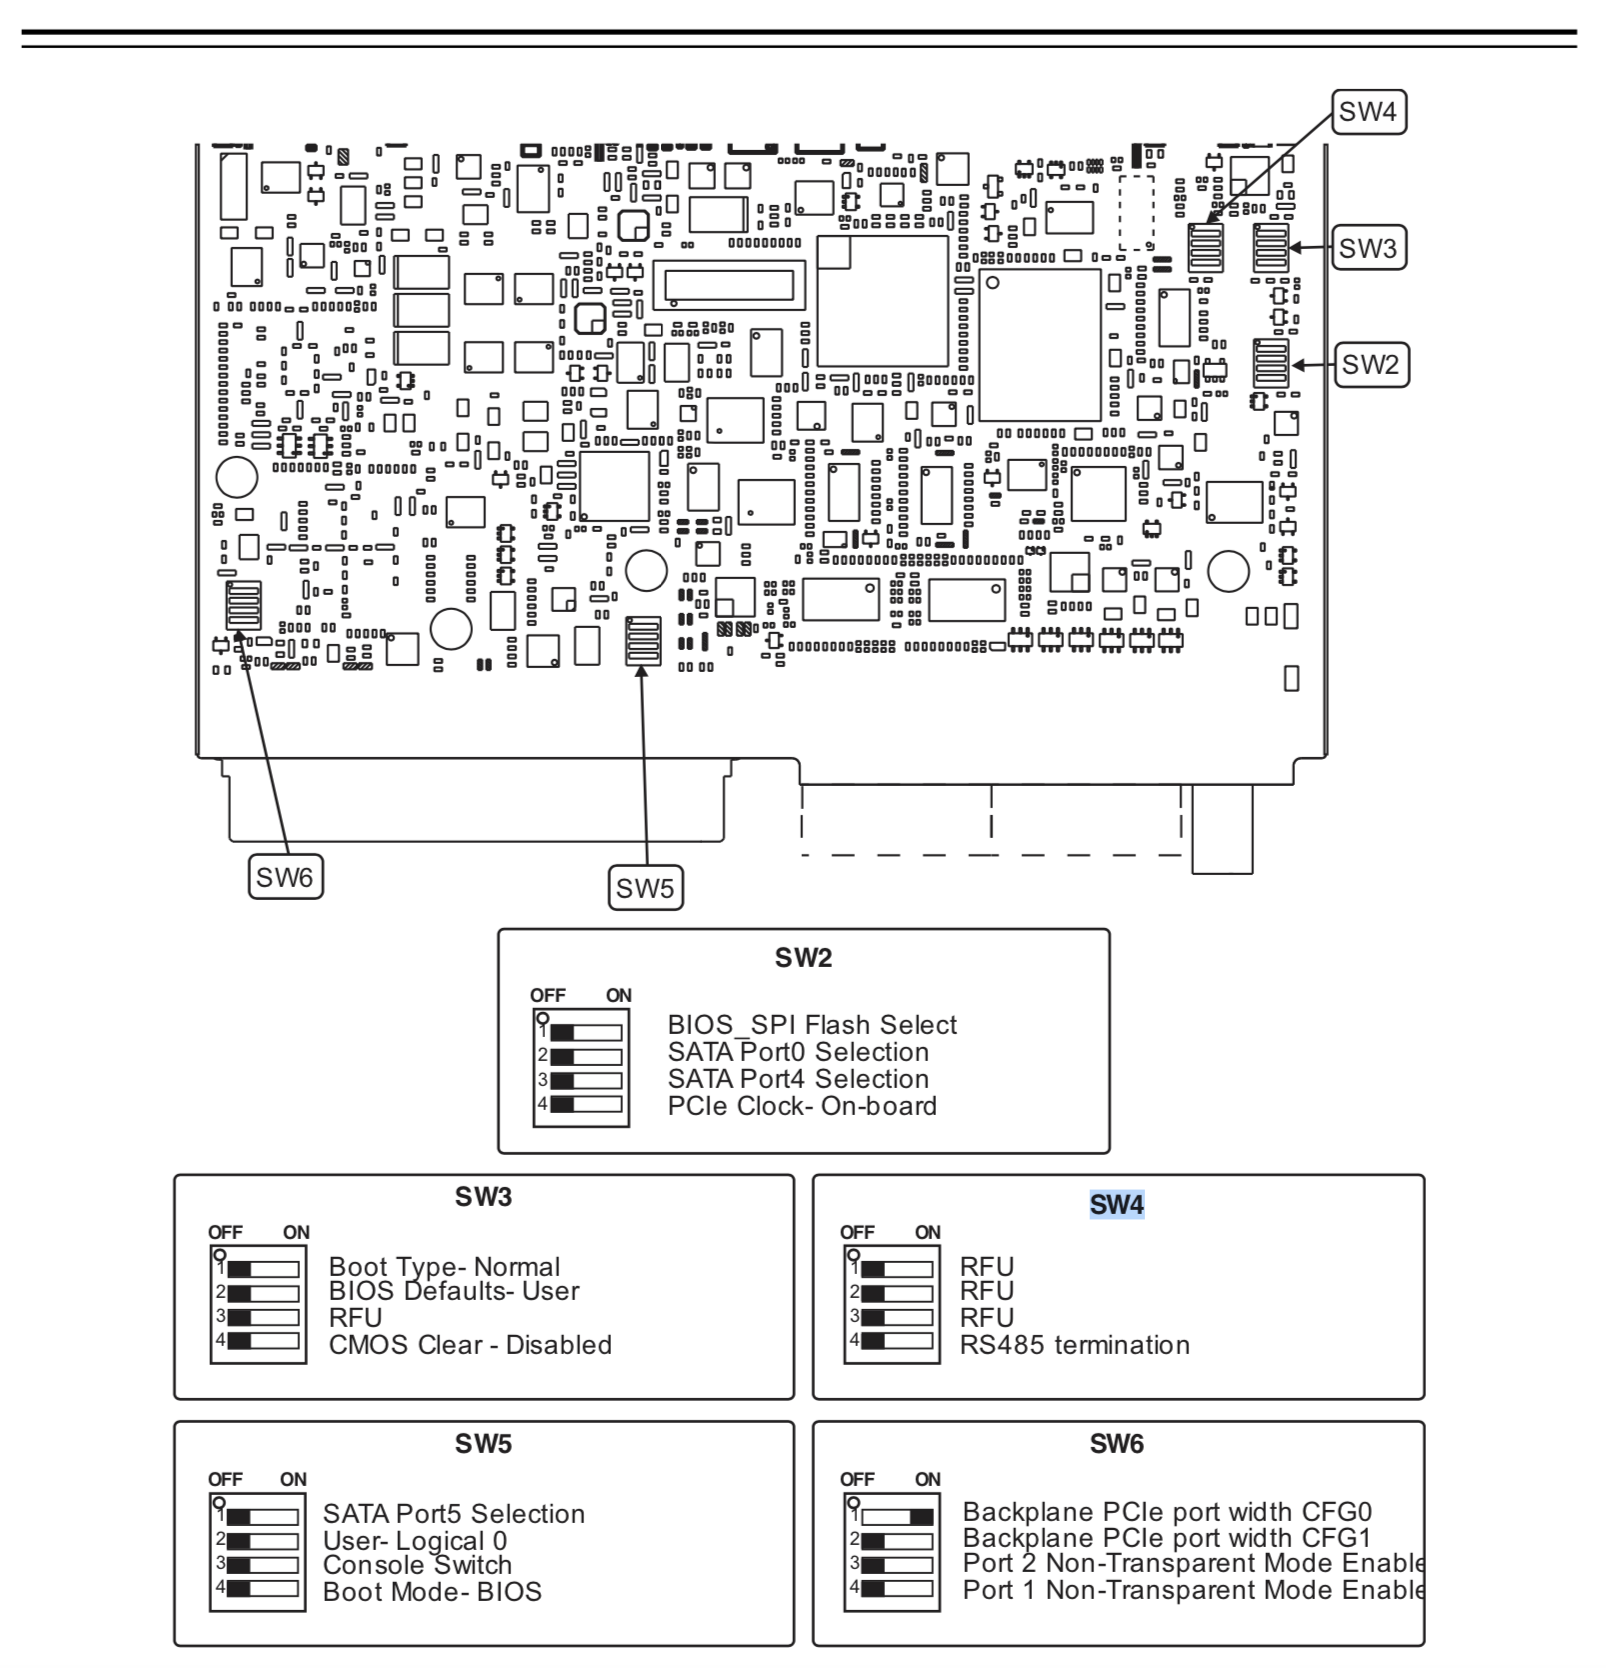 SW4
SW3
SW2
SW6
SW5
SW2
OFF ON
1 BIOS_SPI Flash Select
2 SATA Port0 Selection
3 SATA Port4 Selection
4 PCIe Clock- On-board
SW3
OFF ON
1 Boot Type- Normal
2 BIOS Defaults- User
3 RFU
4 CMOS Clear - Disabled
SW4
OFF ON
1 RFU
2 RFU
3 RFU
4 RS485 termination
SW5
OFF ON
1 SATA Port5 Selection
2 User- Logical 0
3 Console Switch
4 Boot Mode- BIOS
SW6
OFF ON
1 Backplane PCIe port width CFG0
2 Backplane PCIe port width CFG1
3 Port 2 Non-Transparent Mode Enable
4 Port 1 Non-Transparent Mode Enable